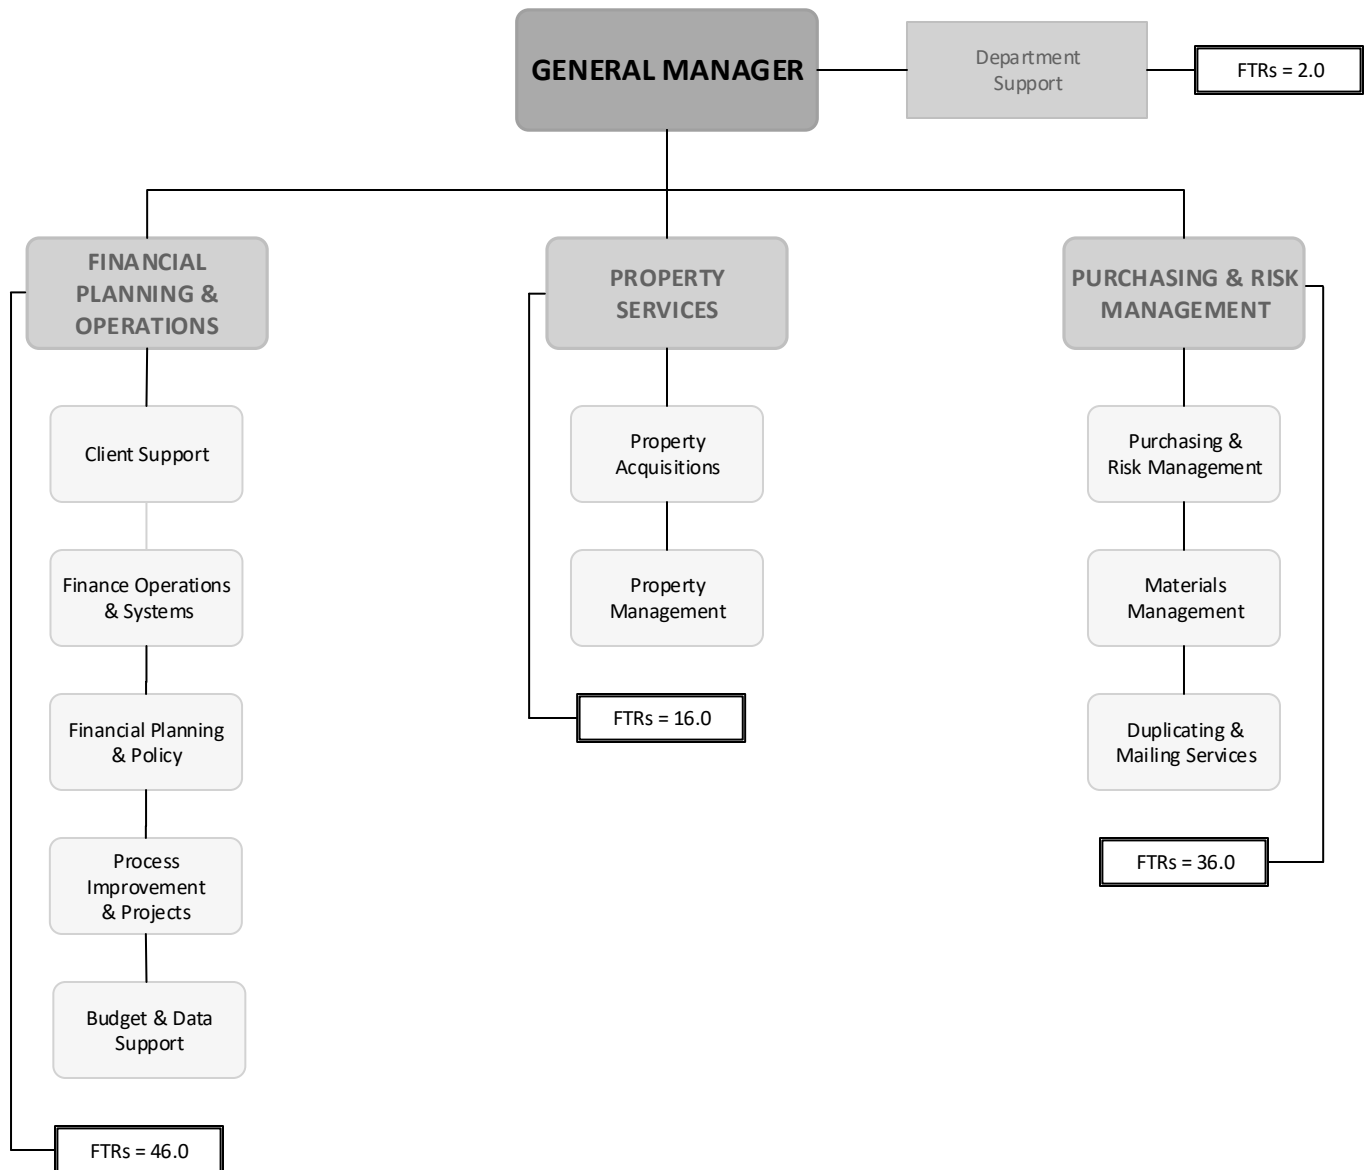 GENERAL MANAGER
Department
Support
FTRs = 2.0
FINANCIAL
PLANNING &
OPERATIONS
Client Support
Finance Operations
& Systems
Financial Planning
& Policy
Process
Improvement
& Projects
Budget & Data
Support
FTRs = 46.0
PROPERTY
SERVICES
Property
Acquisitions
Property
Management
FTRs = 16.0
PURCHASING & RISK
MANAGEMENT
Purchasing &
Risk Management
Materials
Management
Duplicating &
Mailing Services
FTRs = 36.0